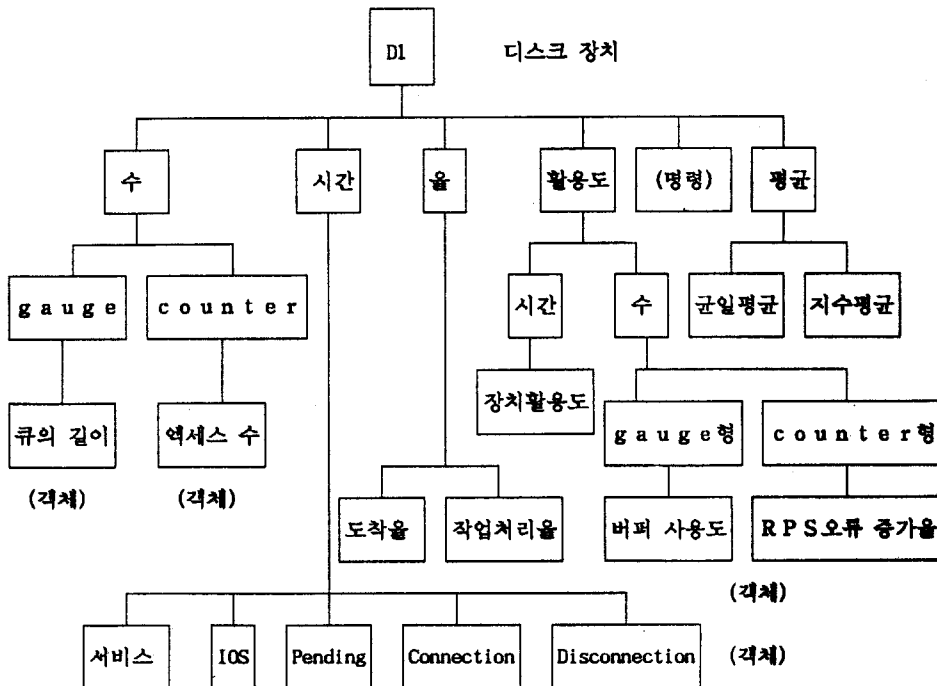 D1 디스크 장치
수 시간 율 활용도 (명령) 평균
gauge counter 시간 수 균일평균 지수평균
큐의 길이 액세스 수 장치활용도 gauge형 counter형
(객체) (객체)
도착율 작업처리율 버퍼 사용도 RPS오류 증가율
(객체)
서비스 IOS Pending Connection Disconnection (객체)